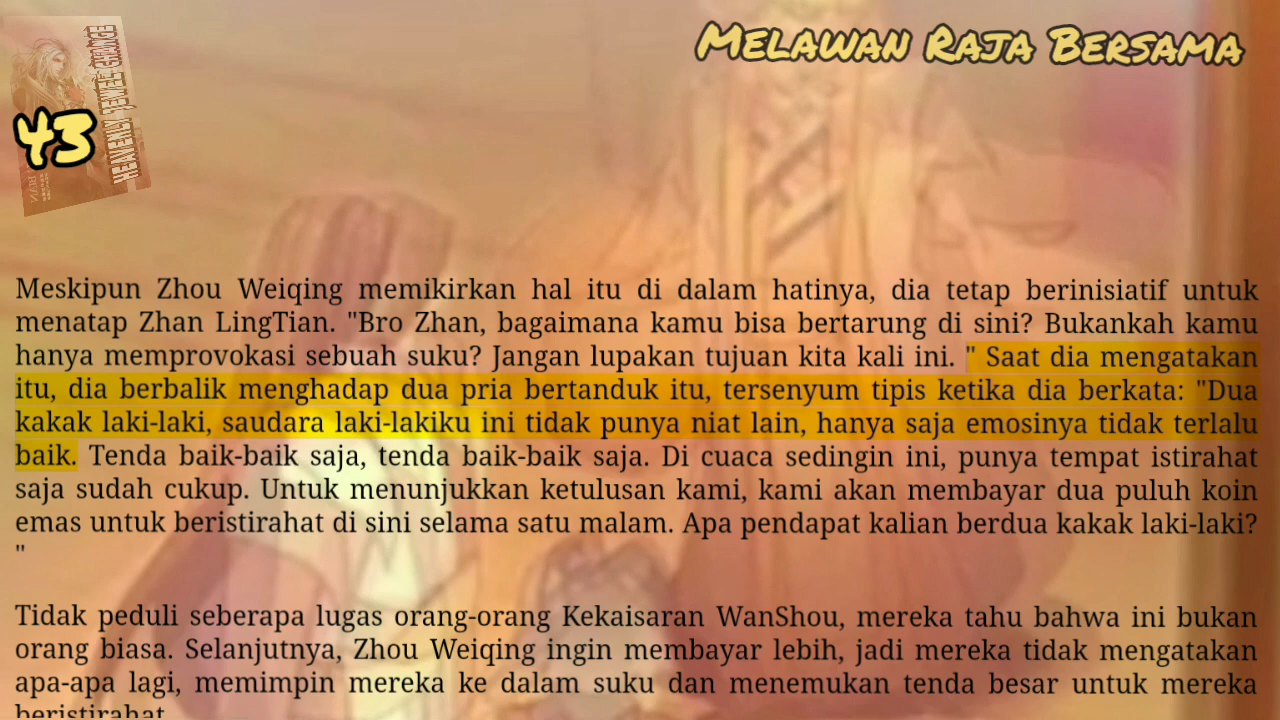 Melawan Raja Bersama
43
HEAVENLY JEWEL CHANGE
Meskipun Zhou Weiqing memikirkan hal itu di dalam hatinya, dia tetap berinisiatif untuk
menatap Zhan LingTian. "Bro Zhan, bagaimana kamu bisa bertarung di sini? Bukankah kamu
hanya memprovokasi sebuah suku? Jangan lupakan tujuan kita kali ini. " Saat dia mengatakan
itu, dia berbalik menghadap dua pria bertanduk itu, tersenyum tipis ketika dia berkata: "Dua
kakak laki-laki, saudara laki-lakiku ini tidak punya niat lain, hanya saja emosinya tidak terlalu
baik. Tenda baik-baik saja, tenda baik-baik saja. Di cuaca sedingin ini, punya tempat istirahat
saja sudah cukup. Untuk menunjukkan ketulusan kami, kami akan membayar dua puluh koin
emas untuk beristirahat di sini selama satu malam. Apa pendapat kalian berdua kakak laki-laki?
"
Tidak peduli seberapa lugas orang-orang Kekaisaran WanShou, mereka tahu bahwa ini bukan
orang biasa. Selanjutnya, Zhou Weiqing ingin membayar lebih, jadi mereka tidak mengatakan
apa-apa lagi, memimpin mereka ke dalam suku dan menemukan tenda besar untuk mereka
beristirahat.